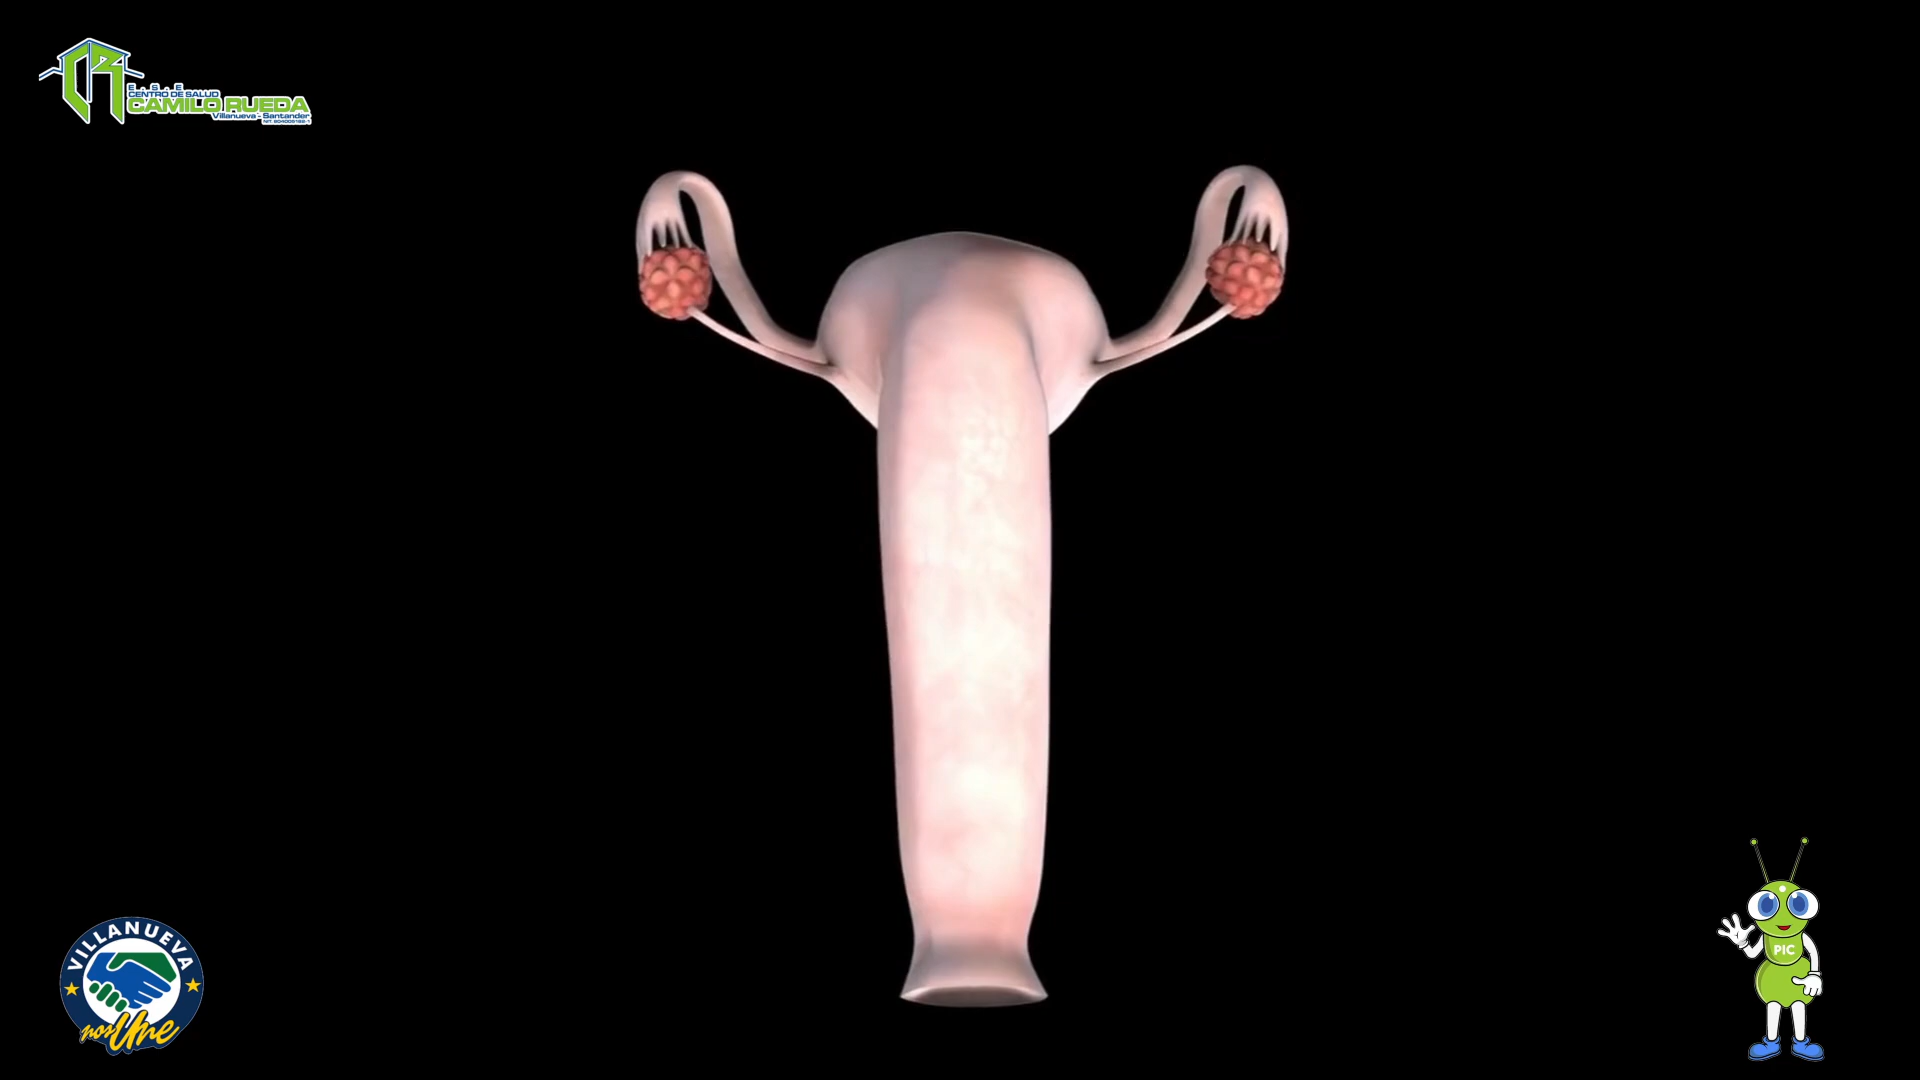 E. S. E.
CENTRO DE SALUD
CAMILO RUEDA
Villanueva - Santander
VILLANUEVA
nos Une
PIC